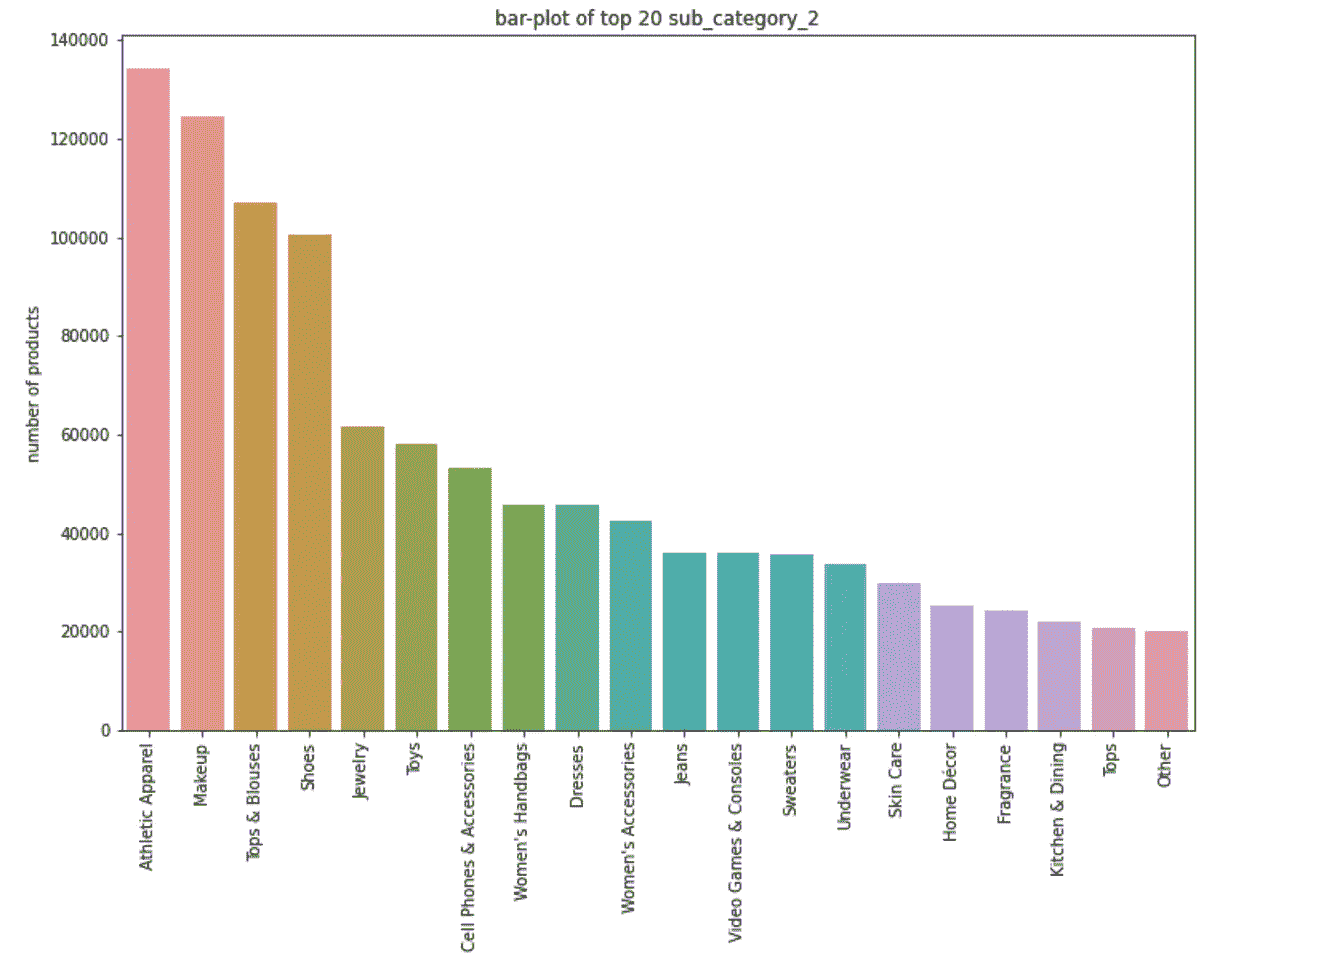 bar-plot of top 20 sub_category_2
140000
120000
100000
80000
60000
40000
20000
0
number of products
Athletic Apparel
Makeup
Tops & Blouses
Shoes
Jewelry
Toys
Cell Phones & Accessories
Women's Handbags
Dresses
Women's Accessories
Jeans
Video Games & Consoles
Sweaters
Underwear
Skin Care
Home Décor
Fragrance
Kitchen & Dining
Tops
Other